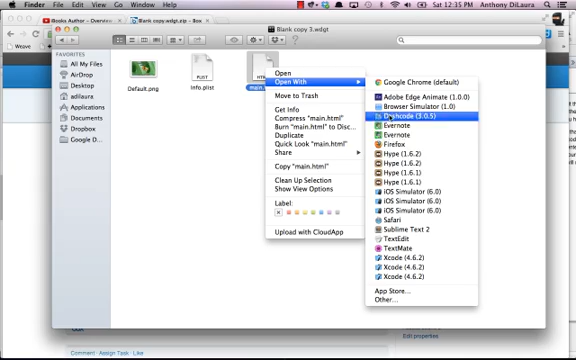 Finder File Edit View Go Window Help
Sat 12:35 PM Anthony DiLaura
iBooks Author - Overview
Blank copy.wdgt.zip - Box
Weave
Blank copy 3.wdgt
FAVORITES
All My Files
AirDrop
Desktop
adilaura
Applications
Documents
Dropbox
Google D...
Default.png
Info.plist
PLIST
HTML
main.
Open
Open With
Move to Trash
Get Info
Compress "main.html"
Burn "main.html" to Disc...
Duplicate
Quick Look "main.html"
Share
Copy "main.html"
Clean Up Selection
Show View Options
Label:
Upload with CloudApp
Google Chrome (default)
Adobe Edge Animate (1.0.0)
Browser Simulator (1.0)
Dashcode (3.0.5)
Evernote
Evernote
Firefox
Hype (1.6.2)
Hype (1.6.2)
Hype (1.6.1)
Hype (1.6.1)
iOS Simulator (6.0)
iOS Simulator (6.0)
iOS Simulator (6.0)
Safari
Sublime Text 2
TextEdit
TextMate
Xcode (4.6.2)
Xcode (4.6.2)
Xcode (4.6.2)
App Store...
Other...
Edit properties
Comment · Assign Task · Like